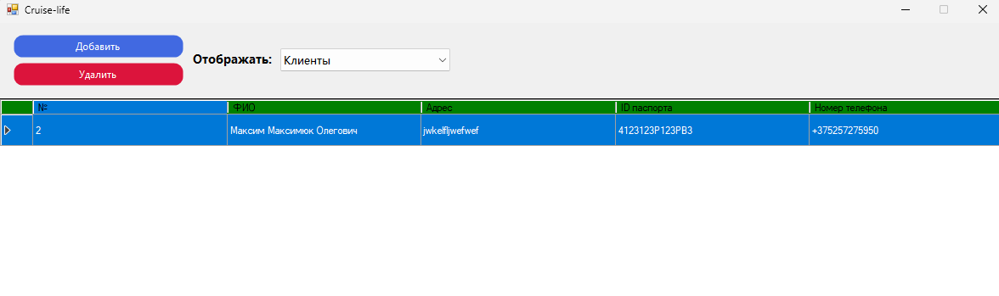 Cruise-life
Добавить
Удалить
Отображать: Клиенты
№ ФИО Адрес ID паспорта Номер телефона
2 Максим Максимюк Олегович jwkelfljwefwef 4123123P123PB3 +375257275950